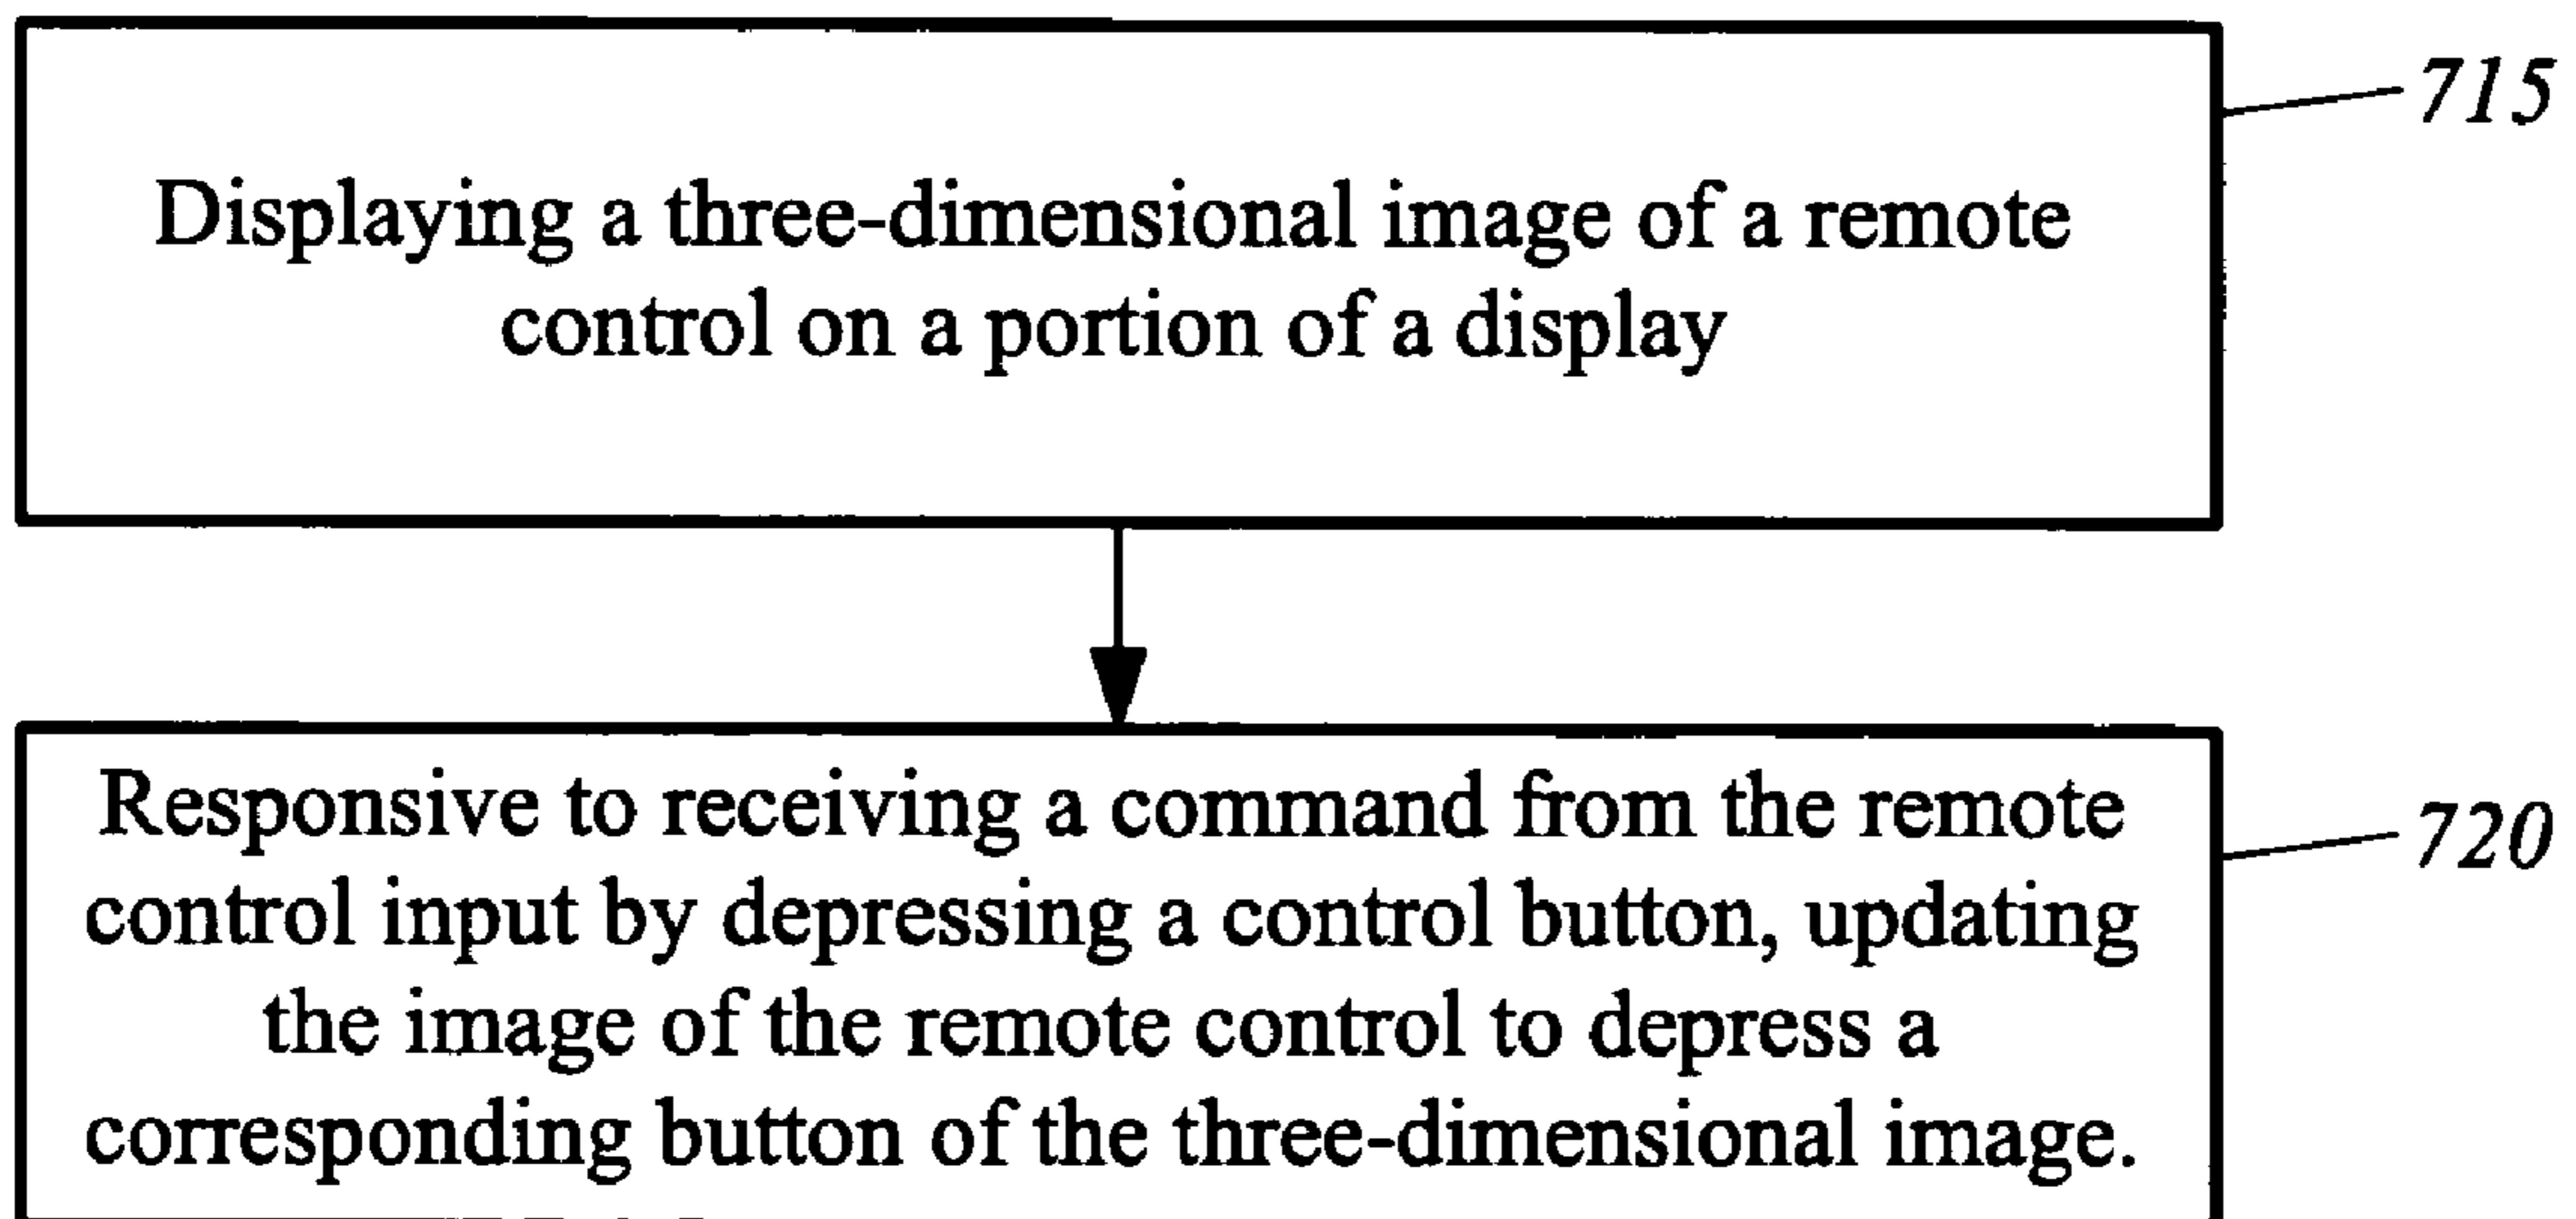 715
Displaying a three-dimensional image of a remote
control on a portion of a display
Responsive to receiving a command from the remote
720
control input by depressing a control button, updating
the image of the remote control to depress a
corresponding button of the three-dimensional image.